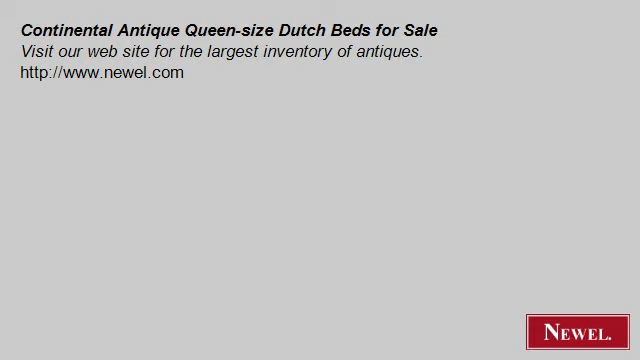 Continental Antique Queen-size Dutch Beds for Sale
Visit our web site for the largest inventory of antiques.
http://www.newel.com
NEWEL.